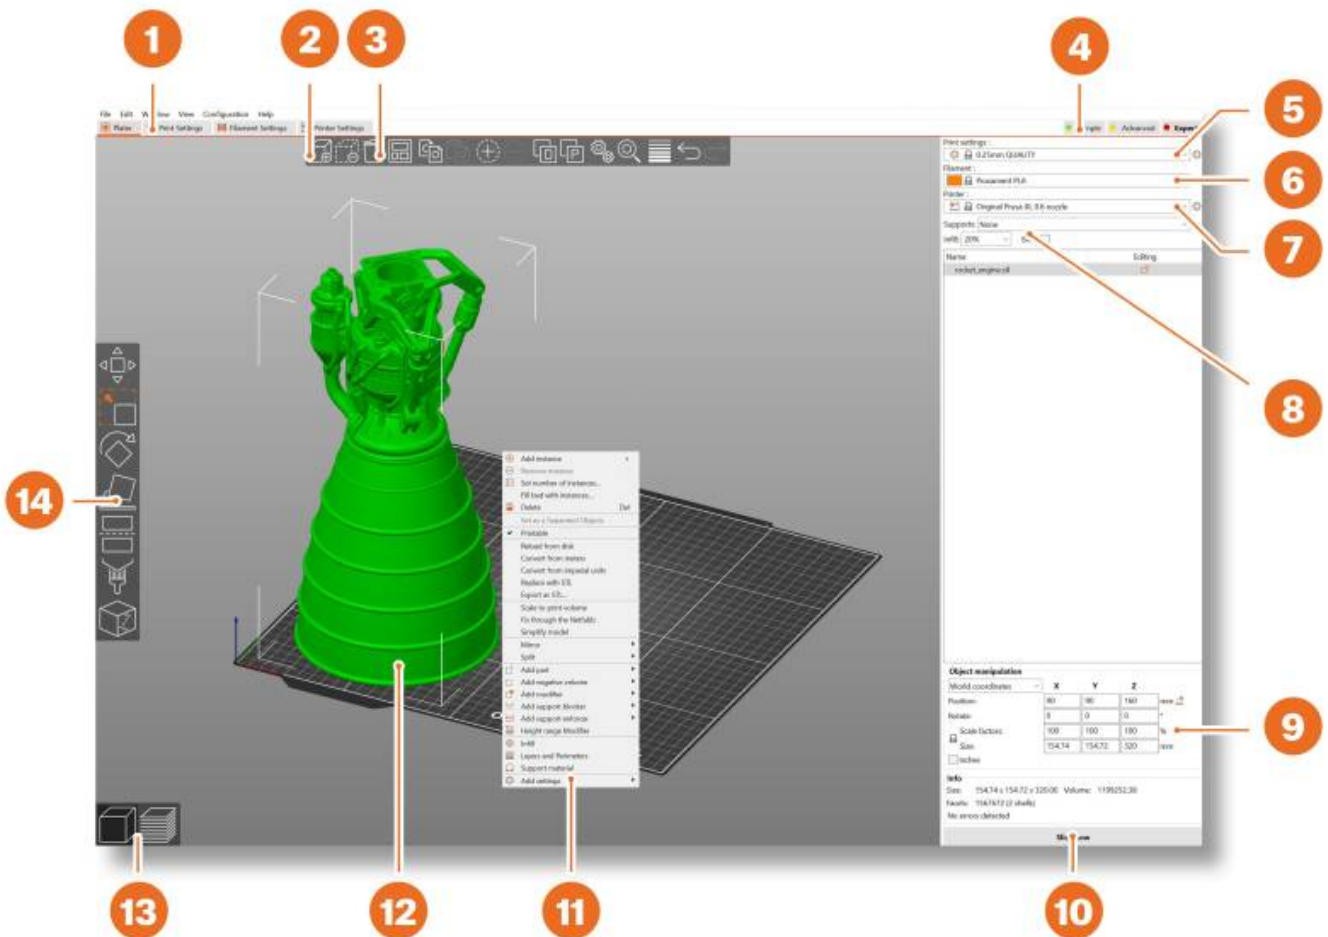 1
2
3
4
File Edit Window View Configuration Help
Plater Print Settings Filament Settings Printer Settings
Simple Advanced Expert
5
Print settings :
0.25mm QUALITY
Filament :
Prusament PLA
6
Printer :
Original Prusa XL 0.6 nozzle
7
Supports: None
Infill: 20%
Name Editing
rocket_engine.stl
8
14
Add instance +
Remove instance
Set number of instances...
Fill bed with instances...
Delete Del
Set as a Separated Objects
Printable
Reload from disk
Convert from meters
Convert from imperial units
Replace with STL
Export as STL...
Scale to print volume
Fix through the Netfabb
Simplify model
Mirror
Split
Add part
Add negative volume
Add modifier
Add support blocker
Add support enforcer
Height range Modifier
Infill
Layers and Perimeters
Support material
Add settings
Object manipulation
World coordinates X Y Z
Position: 90 90 160 mm
Rotate: 0 0 0 °
Scale factors: 100 100 100 %
Size: 154.74 154.72 320 mm
Inches
9
Info
Size: 154.74 x 154.72 x 320.00 Volume: 1199252.38
Facets: 1567672 (2 shells)
No errors detected
13
12
11
10